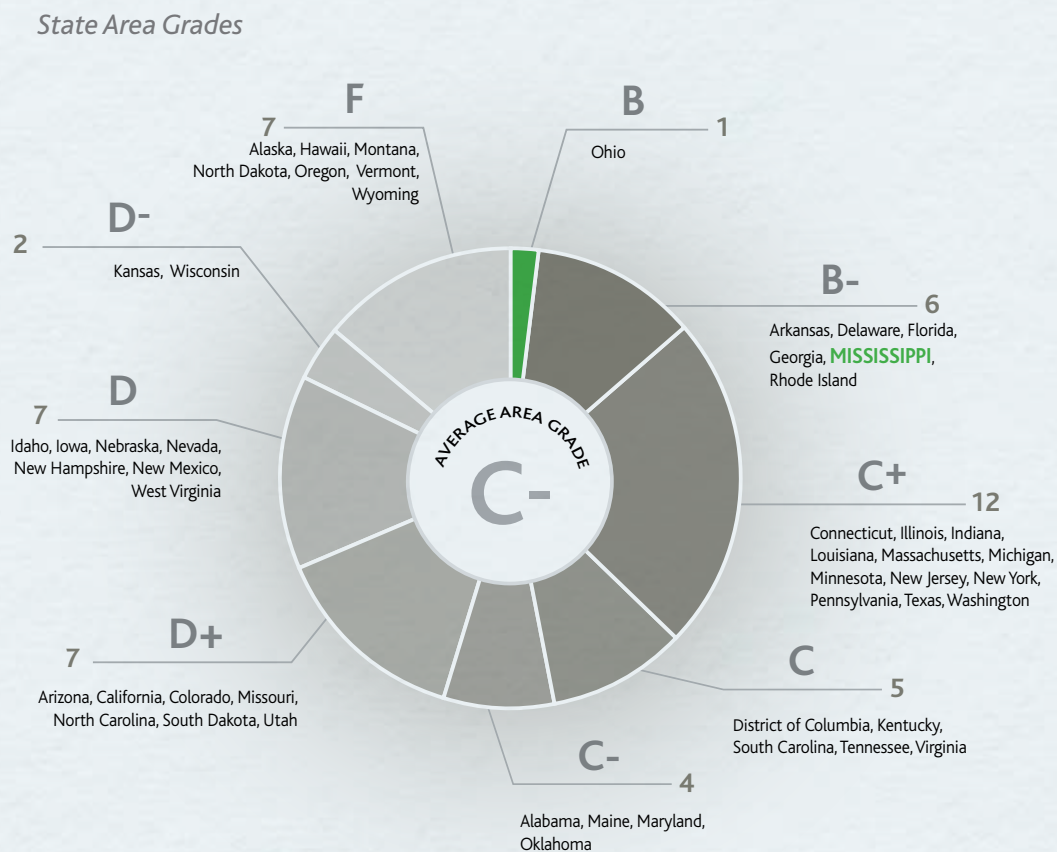 State Area Grades
F
7
Alaska, Hawaii, Montana,
North Dakota, Oregon, Vermont,
Wyoming
B
1
Ohio
D-
2
Kansas, Wisconsin
B-
6
Arkansas, Delaware, Florida,
Georgia, MISSISSIPPI,
Rhode Island
D
7
Idaho, Iowa, Nebraska, Nevada,
New Hampshire, New Mexico,
West Virginia
AVERAGE AREA GRADE
C-
C+
12
Connecticut, Illinois, Indiana,
Louisiana, Massachusetts, Michigan,
Minnesota, New Jersey, New York,
Pennsylvania, Texas, Washington
D+
7
Arizona, California, Colorado, Missouri,
North Carolina, South Dakota, Utah
C
5
District of Columbia, Kentucky,
South Carolina, Tennessee, Virginia
C-
4
Alabama, Maine, Maryland,
Oklahoma